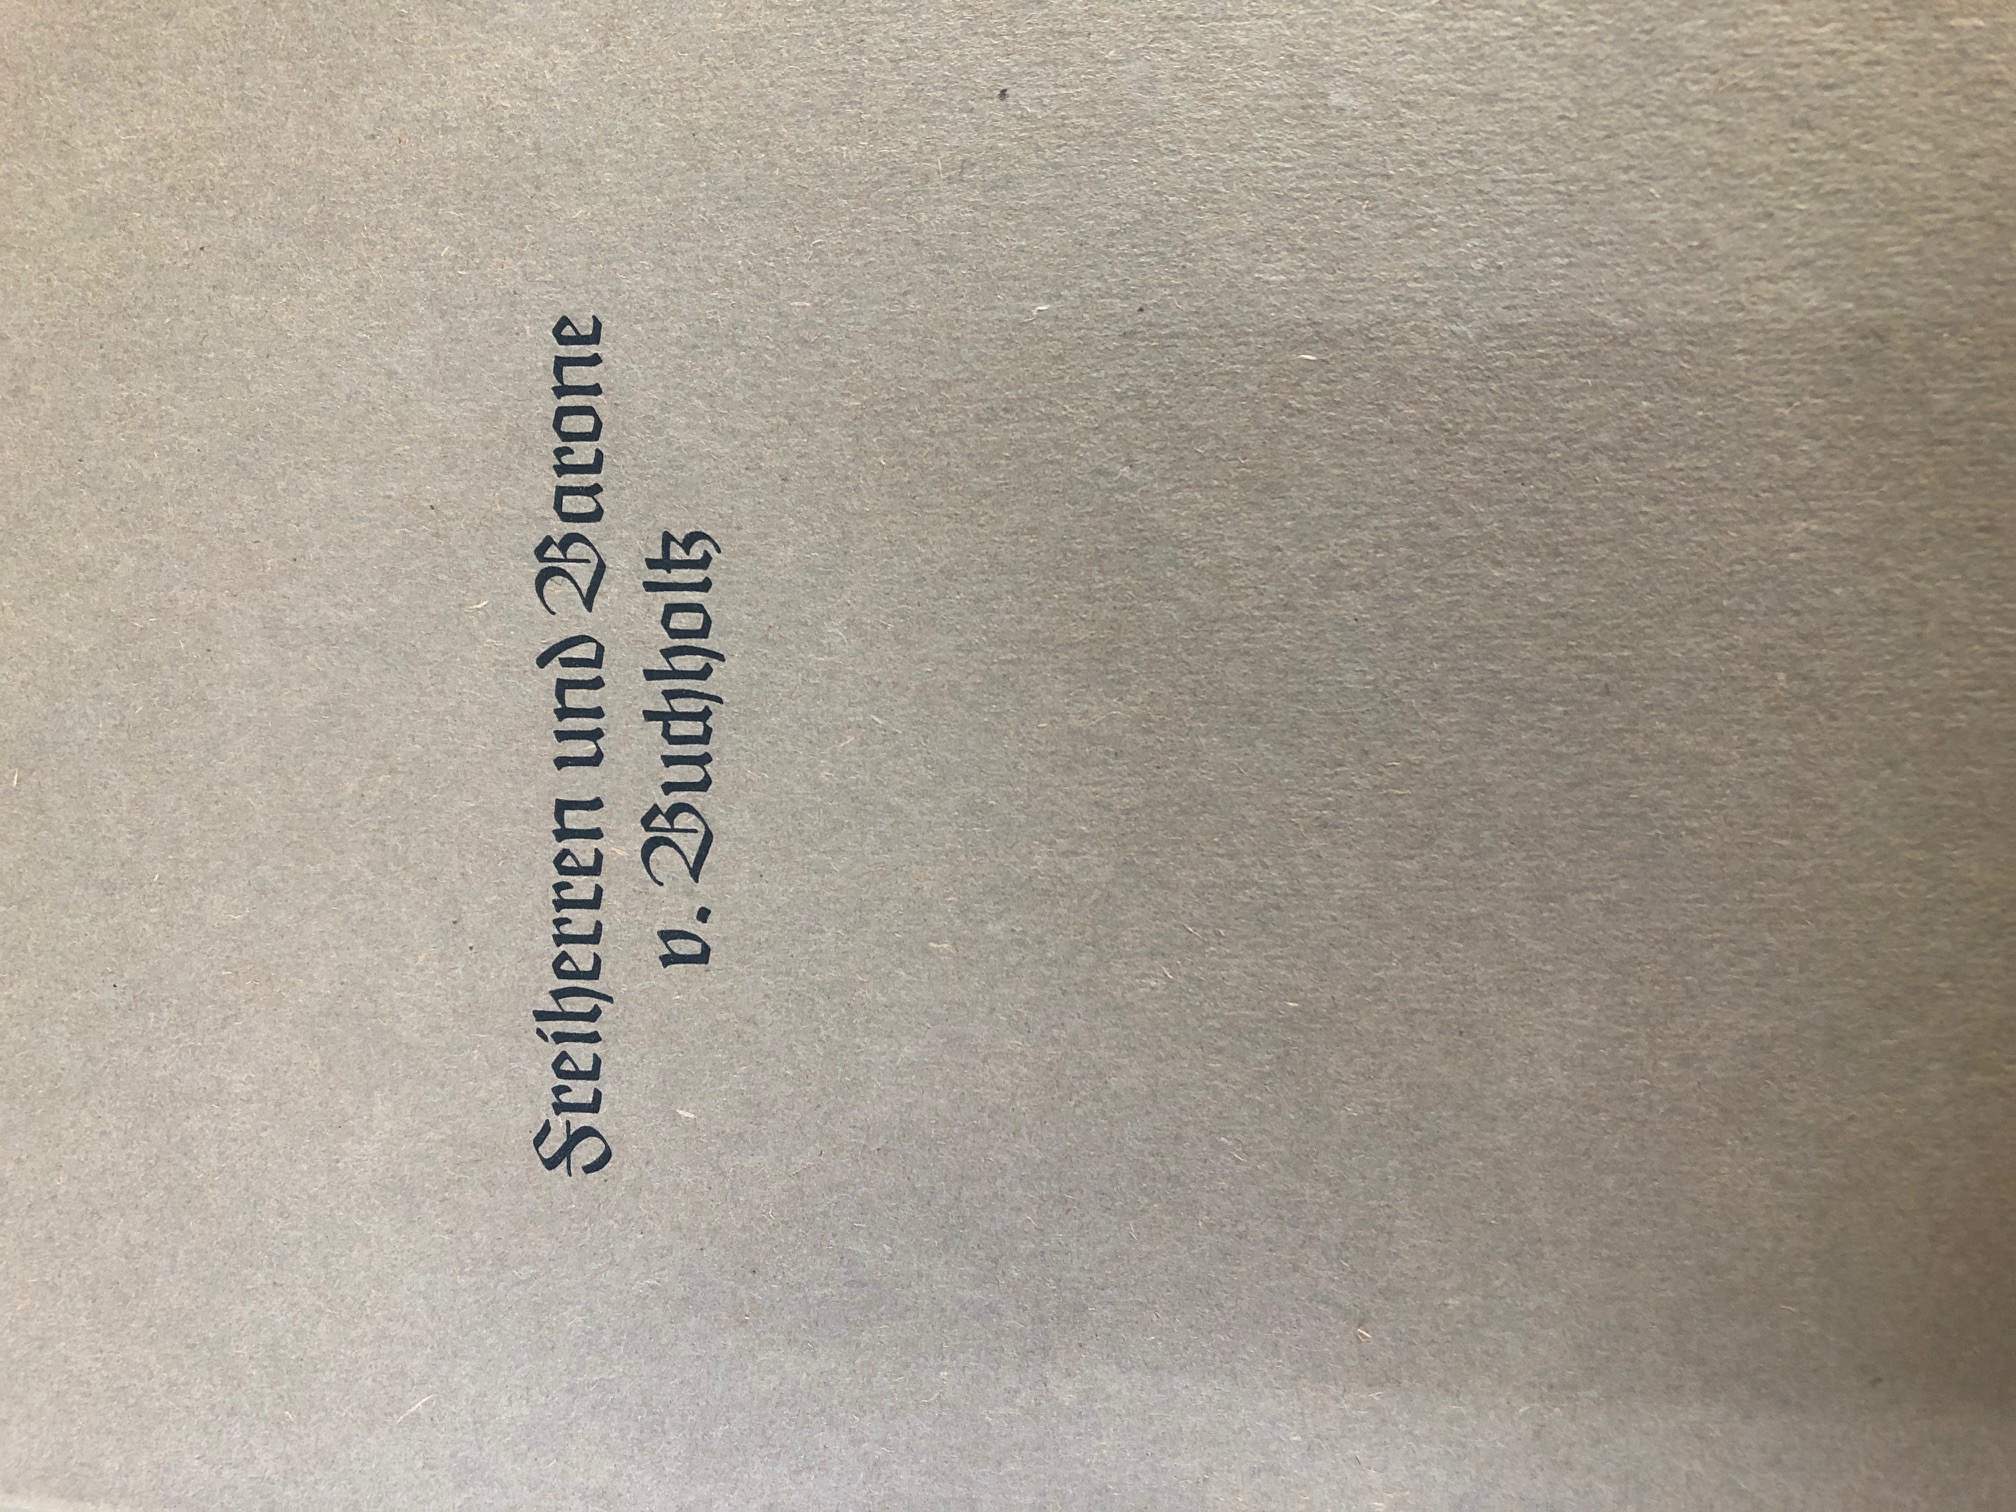 Freiherren und Barone
v. Buchholtz